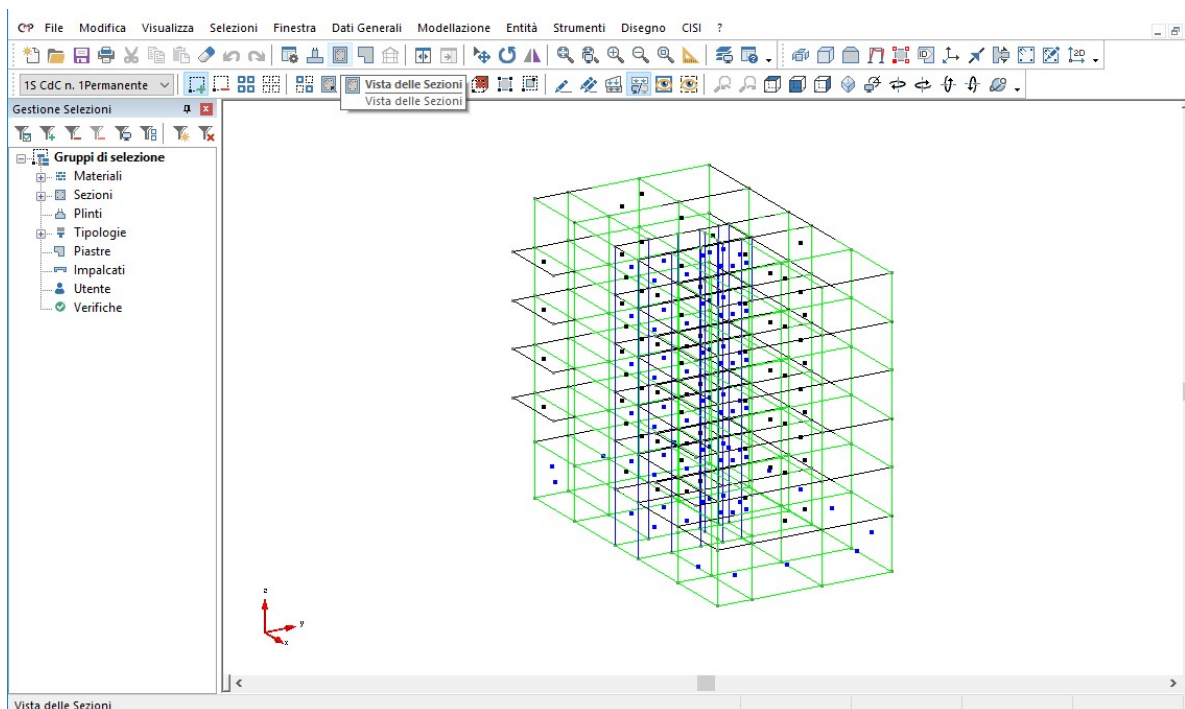 File Modifica Visualizza Selezioni Finestra Dati Generali Modellazione Entità Strumenti Disegno CISI ?
2D
1S CdC n. 1Permanente
Vista delle Sezioni
Vista delle Sezioni
Gestione Selezioni
Gruppi di selezione
Materiali
Sezioni
Plinti
Tipologie
Piastre
Impalcati
Utente
Verifiche
z
y
x
Vista delle Sezioni